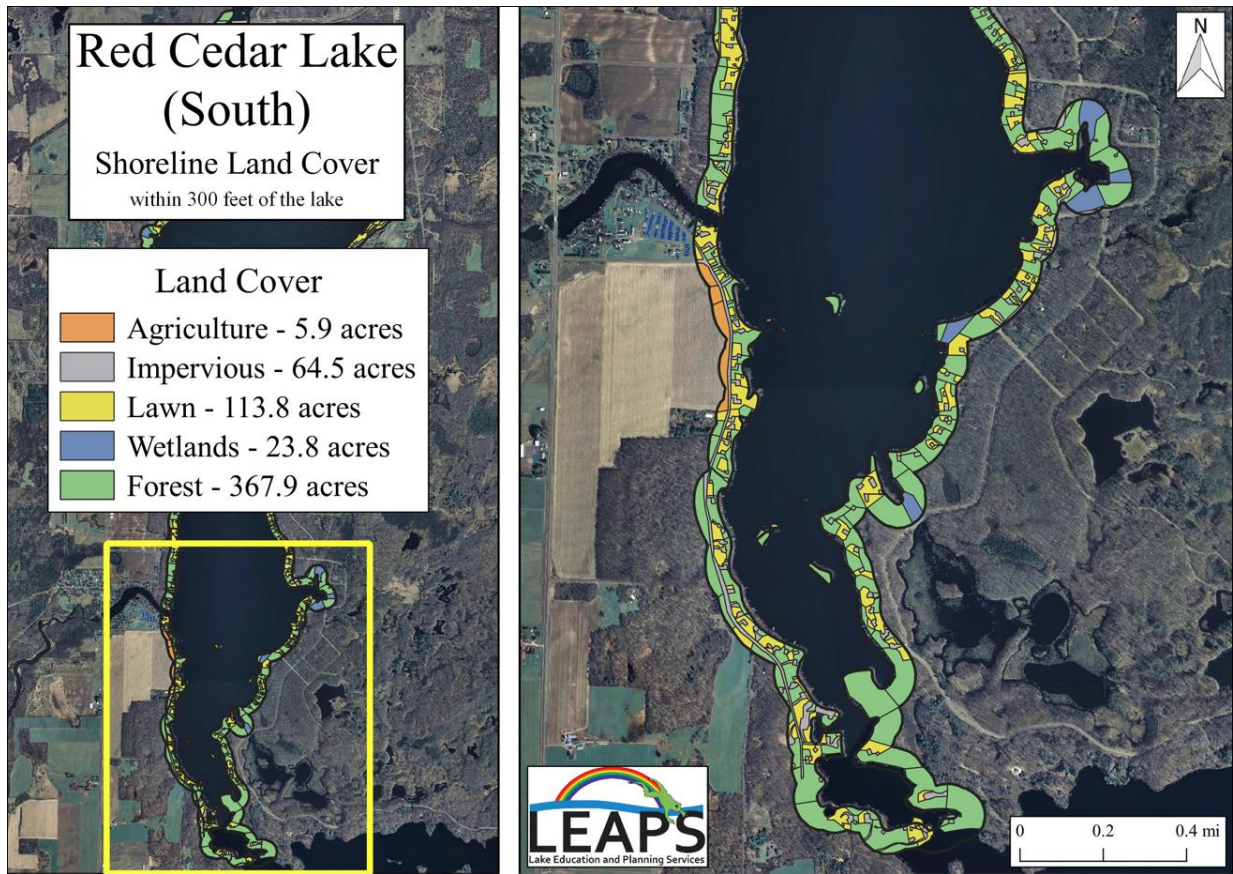 Red Cedar Lake
(South)
Shoreline Land Cover
within 300 feet of the lake
Land Cover
Agriculture - 5.9 acres
Impervious - 64.5 acres
Lawn - 113.8 acres
Wetlands - 23.8 acres
Forest - 367.9 acres
N
LEAPS
Lake Education and Planning Services
0 0.2 0.4 mi